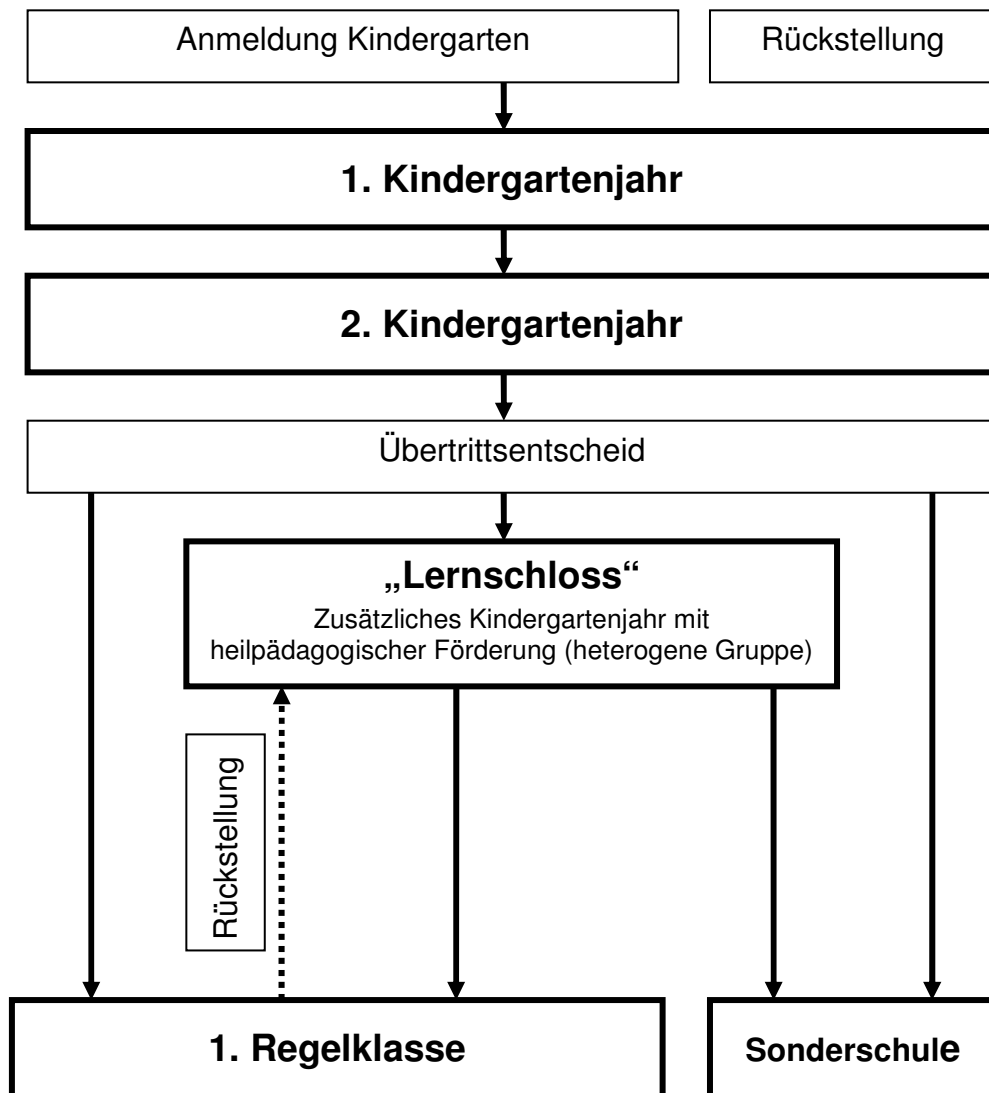 Anmeldung Kindergarten
Rückstellung
1. Kindergartenjahr
2. Kindergartenjahr
Übertrittsentscheid
„Lernschloss“
Zusätzliches Kindergartenjahr mit
heilpädagogischer Förderung (heterogene Gruppe)
Rückstellung
1. Regelklasse
Sonderschule